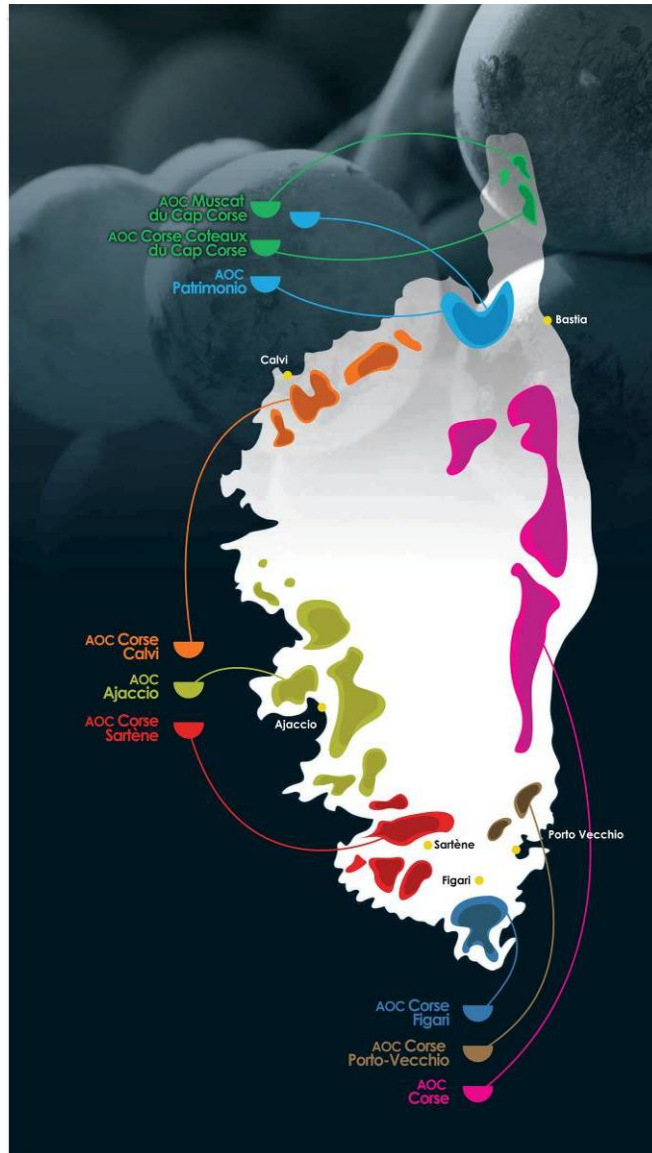 AOC Muscat
du Cap Corse
AOC Corse Coteaux
du Cap Corse
AOC
Patrimonio
Bastia
Calvi
AOC Corse
Calvi
AOC
Ajaccio
AOC Corse
Sartène
Ajaccio
Porto Vecchio
Sartène
Figari
AOC Corse
Figari
AOC Corse
Porto-Vecchio
AOC
Corse